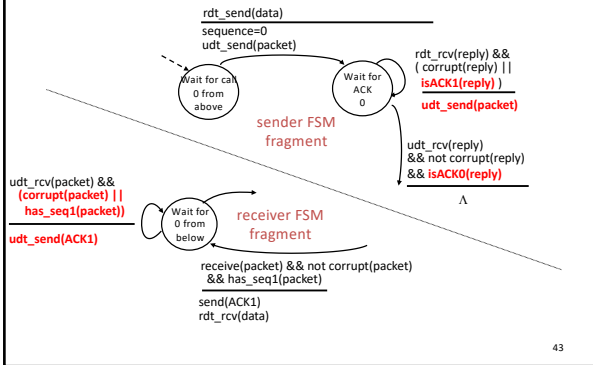 rdt_send(data)
sequence=0
udt_send(packet)
Wait for call
0 from
above
Wait for
ACK
0
rdt_rcv(reply) &&
( corrupt(reply) ||
isACK1(reply) )
udt_send(packet)
sender FSM
fragment
udt_rcv(reply)
&& not corrupt(reply)
&& isACK0(reply)
Λ
udt_rcv(packet) &&
(corrupt(packet) ||
has_seq1(packet))
udt_send(ACK1)
Wait for
0 from
below
receiver FSM
fragment
receive(packet) && not corrupt(packet)
&& has_seq1(packet)
send(ACK1)
rdt_rcv(data)
43